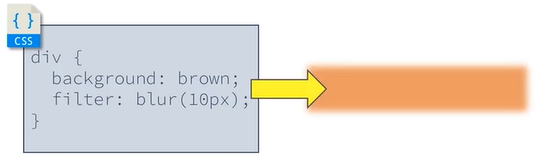 { }
CSS
div {
  background: brown;
  filter: blur(10px);
}